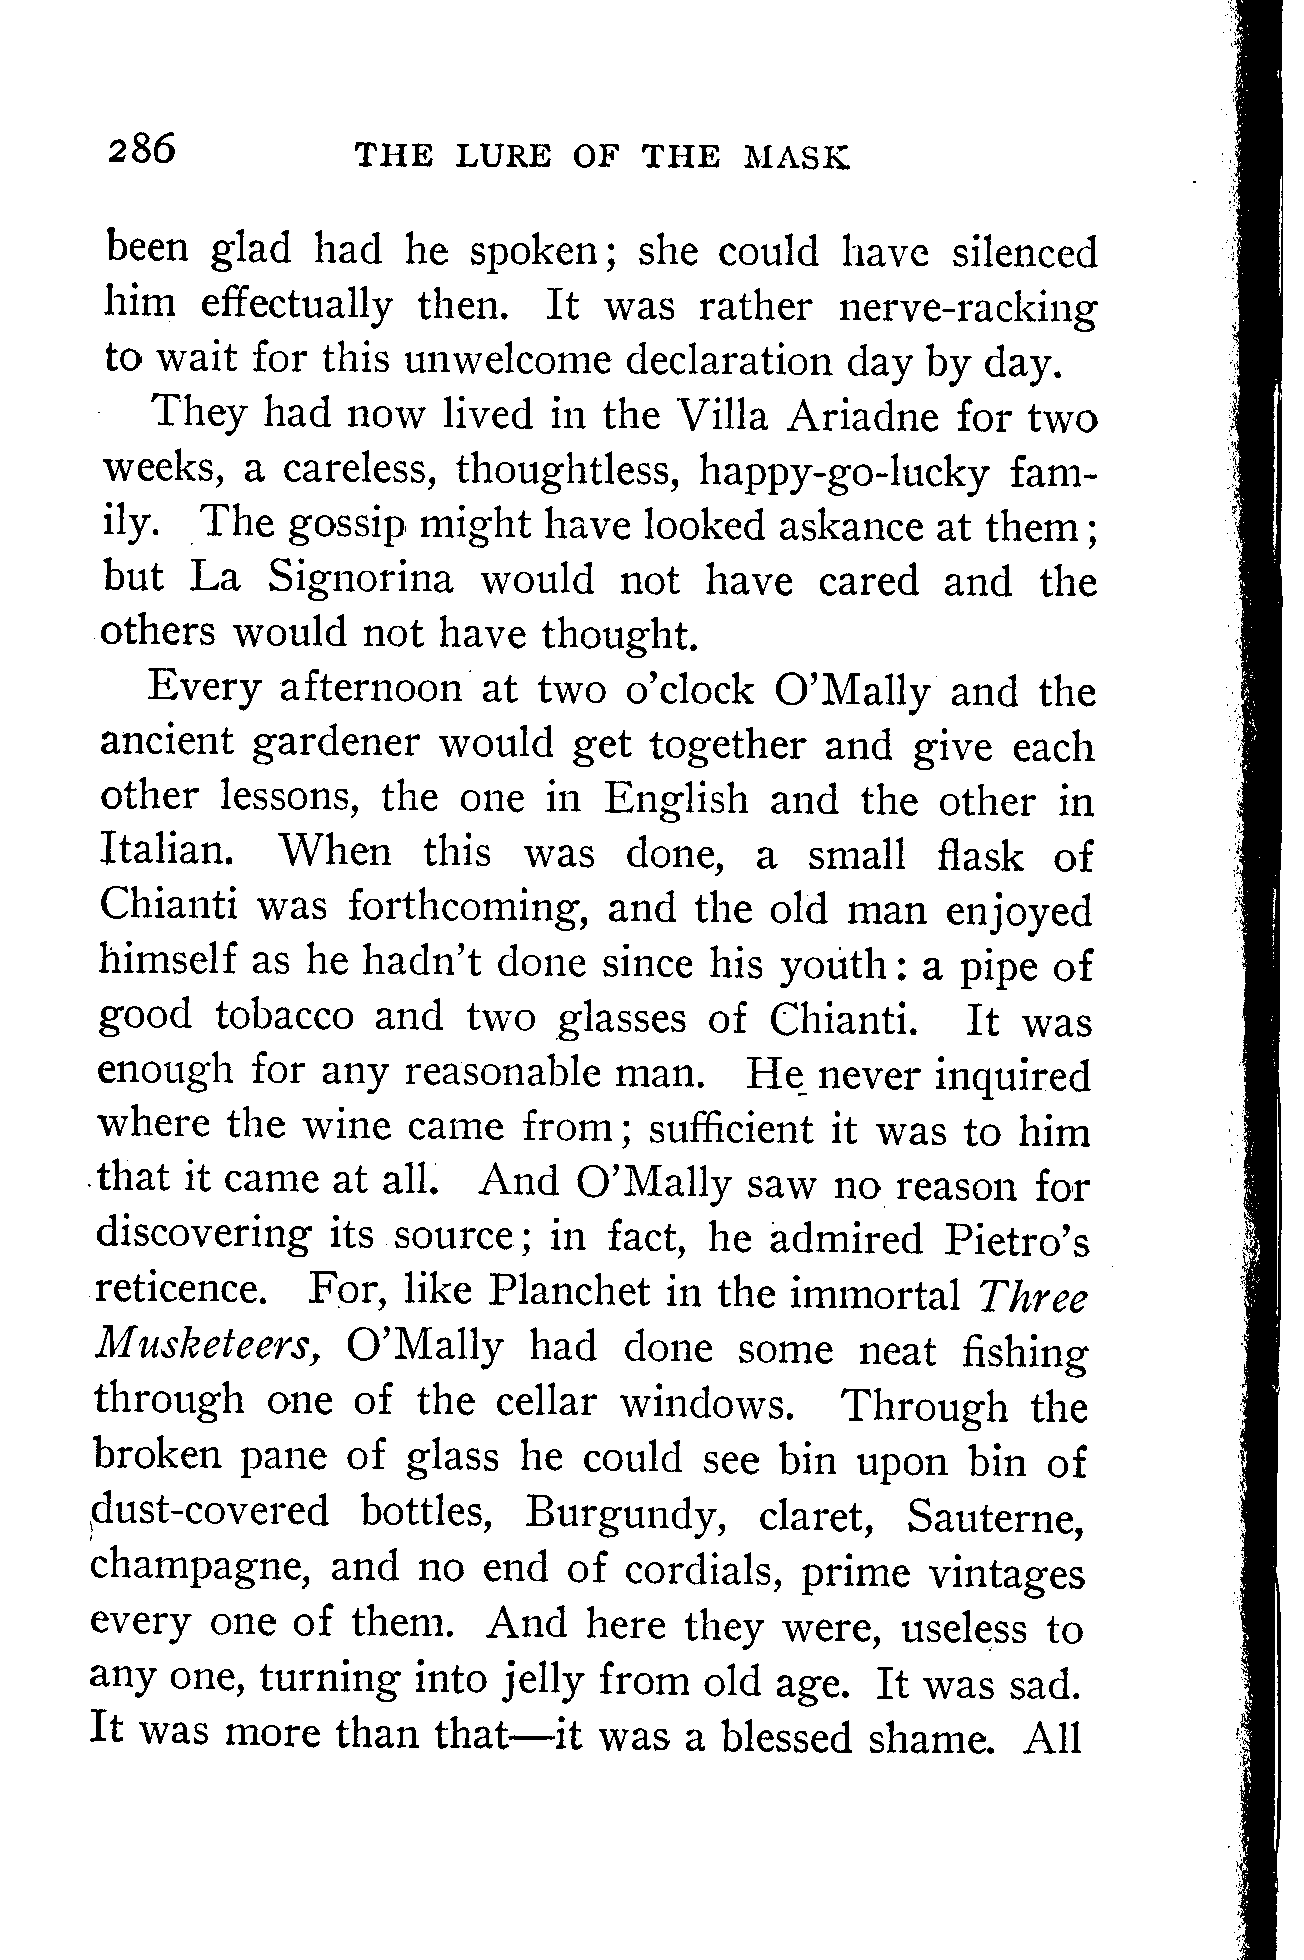 286 THE LURE OF THE MASK
been glad had he spoken; she could have silenced
him effectually then. It was rather nerve-racking
to wait for this unwelcome declaration day by day.
They had now lived in the Villa Ariadne for two
weeks, a careless, thoughtless, happy-go-lucky fam-
ily. The gossip might have looked askance at them;
but La Signorina would not have cared and the
others would not have thought.
Every afternoon at two o'clock O'Mally and the
ancient gardener would get together and give each
other lessons, the one in English and the other in
Italian. When this was done, a small flask of
Chianti was forthcoming, and the old man enjoyed
himself as he hadn't done since his youth: a pipe of
good tobacco and two glasses of Chianti. It was
enough for any reasonable man. He never inquired
where the wine came from; sufficient it was to him
that it came at all. And O'Mally saw no reason for
discovering its source; in fact, he admired Pietro's
reticence. For, like Planchet in the immortal Three
Musketeers, O'Mally had done some neat fishing
through one of the cellar windows. Through the
broken pane of glass he could see bin upon bin of
dust-covered bottles, Burgundy, claret, Sauterne,
champagne, and no end of cordials, prime vintages
every one of them. And here they were, useless to
any one, turning into jelly from old age. It was sad.
It was more than that—it was a blessed shame. All